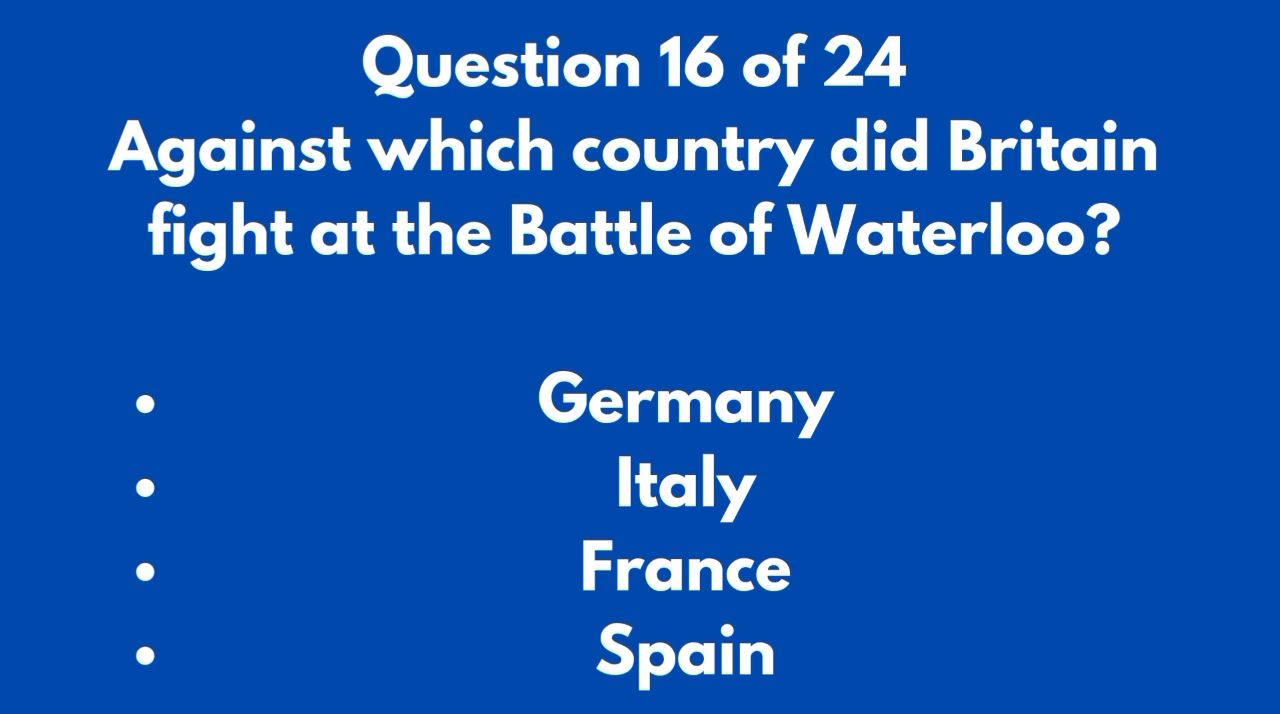 Question 16 of 24
Against which country did Britain
fight at the Battle of Waterloo?
• Germany
• Italy
• France
• Spain